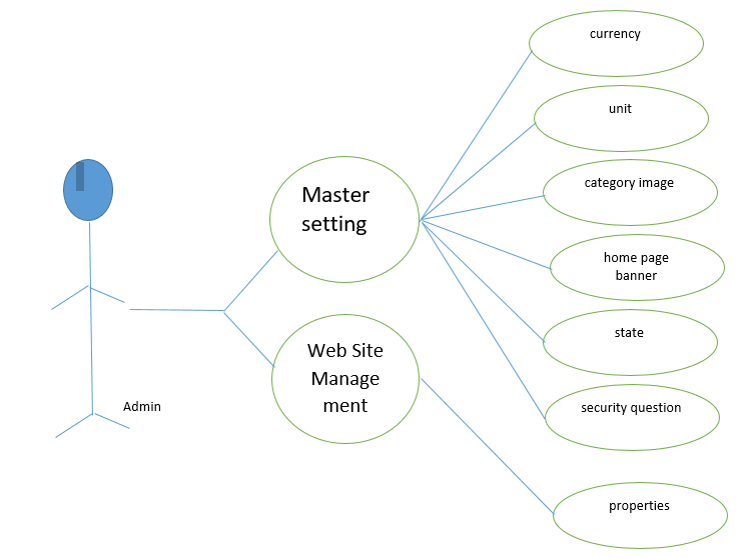 currency
unit
category image
home page
banner
state
security question
properties
Master
setting
Web Site
Manage
ment
Admin